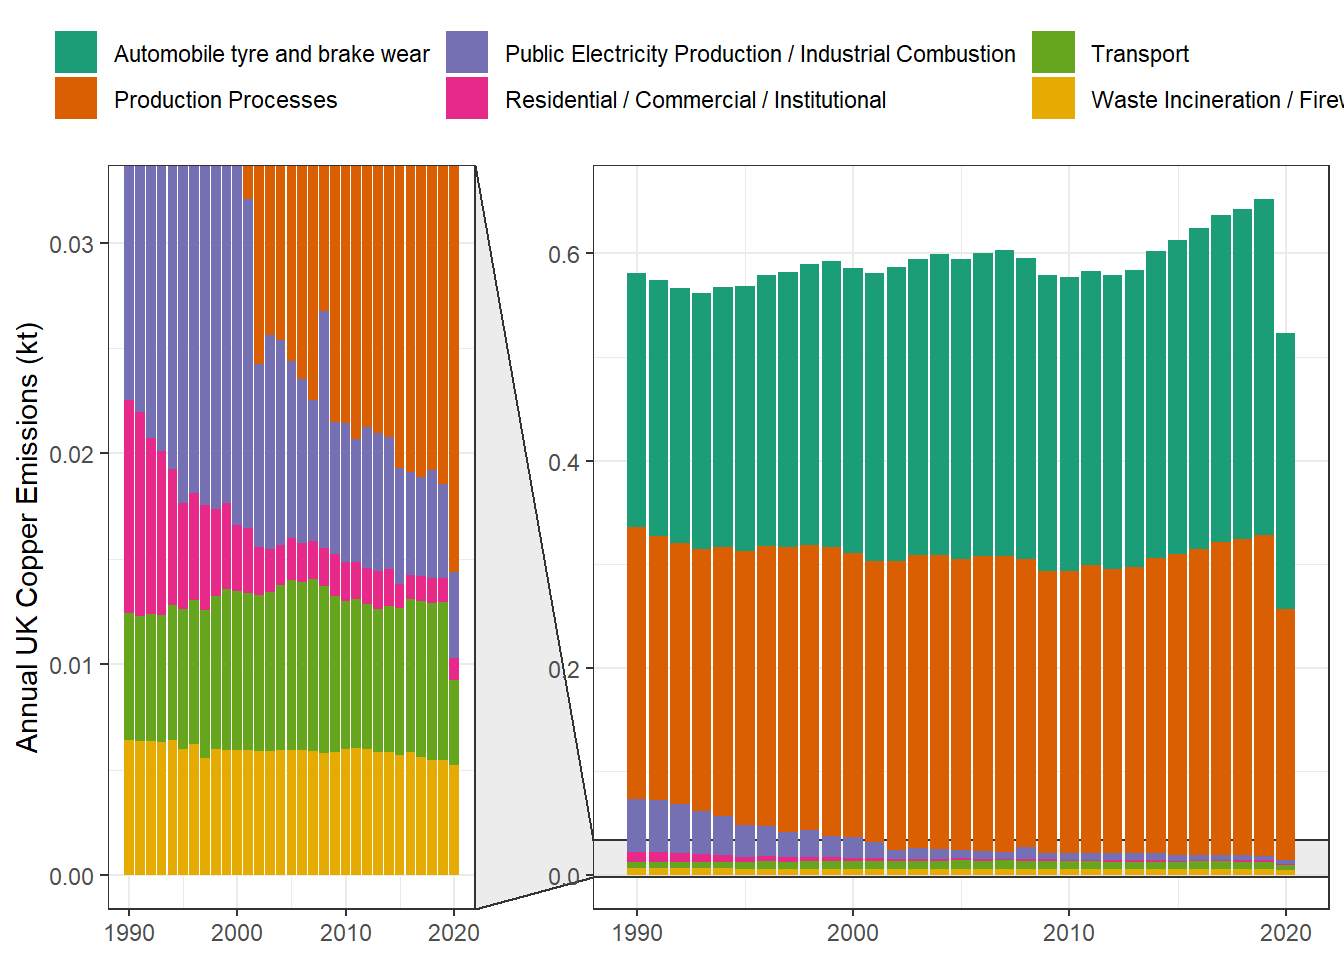 Automobile tyre and brake wear
Public Electricity Production / Industrial Combustion
Transport
Production Processes
Residential / Commercial / Institutional
Waste Incineration / Firew
Annual UK Copper Emissions (kt)
0.03
0.02
0.01
0.00
1990 2000 2010 2020
0.6
0.4
0.2
0.0
1990 2000 2010 2020